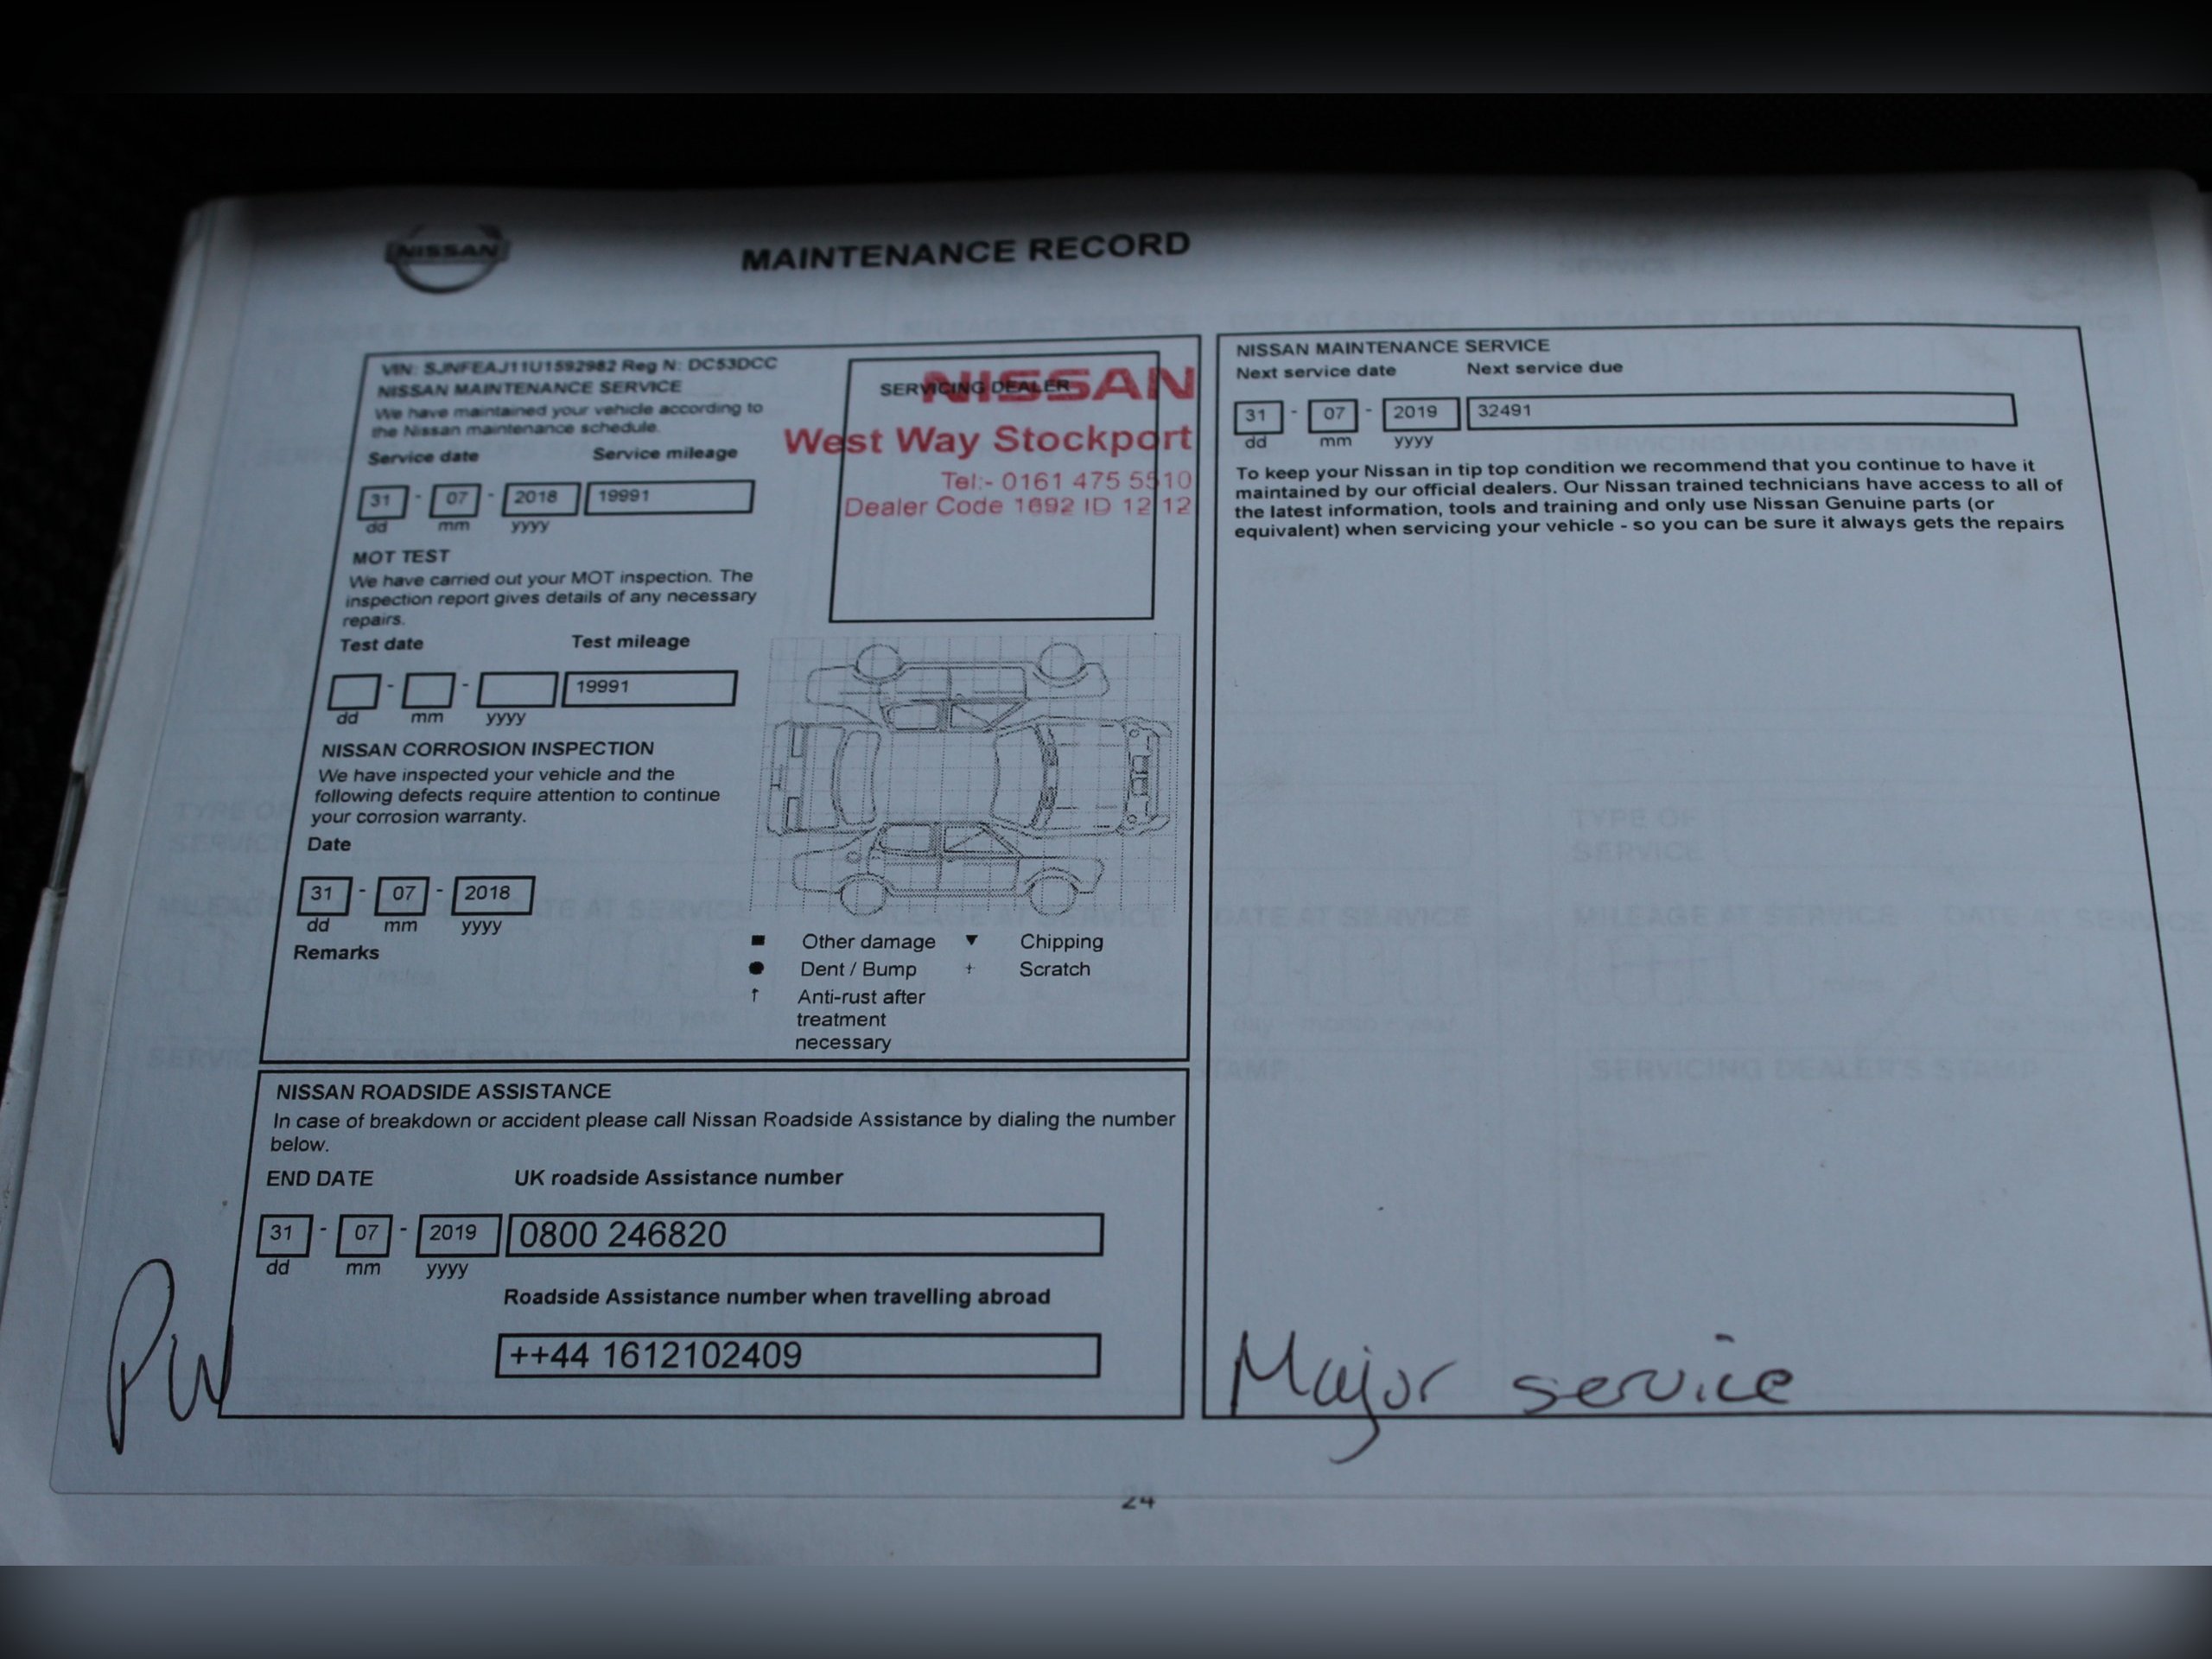 NISSAN
MAINTENANCE RECORD
VIN: SJNFEAJ11U1592982 Reg N: DC53DCC
NISSAN MAINTENANCE SERVICE
We have maintained your vehicle according to
the Nissan maintenance schedule.
Service date Service mileage
31 - 07 - 2018 19991
dd mm yyyy
SERVICING DEALER
NISSAN
West Way Stockport
Tel:- 0161 475 5510
Dealer Code 1692 ID 12 12
MOT TEST
We have carried out your MOT inspection. The
inspection report gives details of any necessary
repairs.
Test date Test mileage
- - 19991
dd mm yyyy
NISSAN CORROSION INSPECTION
We have inspected your vehicle and the
following defects require attention to continue
your corrosion warranty.
Date
31 - 07 - 2018
dd mm yyyy
Remarks
Other damage Chipping
Dent / Bump Scratch
Anti-rust after
treatment
necessary
NISSAN ROADSIDE ASSISTANCE
In case of breakdown or accident please call Nissan Roadside Assistance by dialing the number
below.
END DATE UK roadside Assistance number
31 - 07 - 2019 0800 246820
dd mm yyyy
Roadside Assistance number when travelling abroad
++44 1612102409
PW
NISSAN MAINTENANCE SERVICE
Next service date Next service due
31 - 07 - 2019 32491
dd mm yyyy
To keep your Nissan in tip top condition we recommend that you continue to have it
maintained by our official dealers. Our Nissan trained technicians have access to all of
the latest information, tools and training and only use Nissan Genuine parts (or
equivalent) when servicing your vehicle - so you can be sure it always gets the repairs
Major service
24